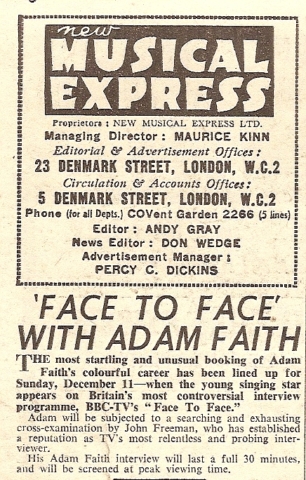 new
MUSICAL
EXPRESS
Proprietors : NEW MUSICAL EXPRESS LTD.
Managing Director : MAURICE KINN
Editorial & Advertisement Offices :
23 DENMARK STREET, LONDON, W.C.2
Circulation & Accounts Offices :
5 DENMARK STREET, LONDON, W.C.2
Phone (for all Depts.) COVent Garden 2266 (5 lines)
Editor : ANDY GRAY
News Editor : DON WEDGE
Advertisement Manager :
PERCY C. DICKINS
'FACE TO FACE'
WITH ADAM FAITH
THE most startling and unusual booking of Adam
Faith's colourful career has been lined up for
Sunday, December 11—when the young singing star
appears on Britain's most controversial interview
programme, BBC-TV's " Face To Face."
Adam will be subjected to a searching and exhausting
cross-examination by John Freeman, who has established
a reputation as TV's most relentless and probing inter-
viewer.
His Adam Faith interview will last a full 30 minutes,
and will be screened at peak viewing time.